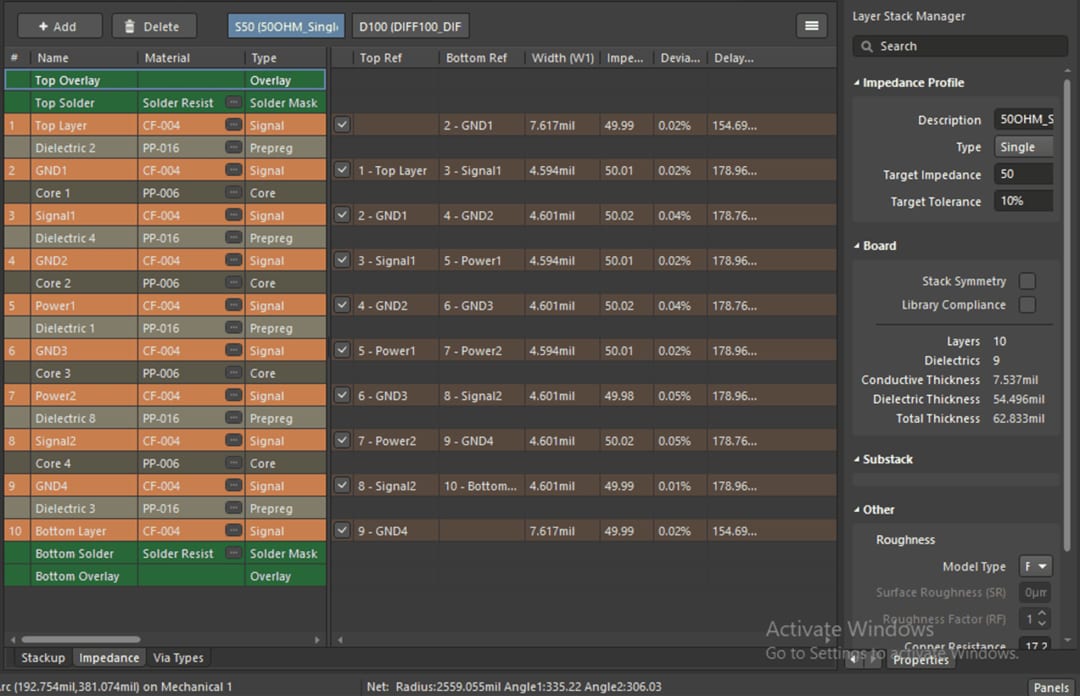 + Add Delete S50 (50OHM_Singl D100 (DIFF100_DIF
# Name Material Type Top Ref Bottom Ref Width (W1) Impe... Devia... Delay...
Top Overlay Overlay
Top Solder Solder Resist Solder Mask
1 Top Layer CF-004 Signal 2 - GND1 7.617mil 49.99 0.02% 154.69...
Dielectric 2 PP-016 Prepreg
2 GND1 CF-004 Signal 1 - Top Layer 3 - Signal1 4.594mil 50.01 0.02% 178.96...
Core 1 PP-006 Core
3 Signal1 CF-004 Signal 2 - GND1 4 - GND2 4.601mil 50.02 0.04% 178.76...
Dielectric 4 PP-016 Prepreg
4 GND2 CF-004 Signal 3 - Signal1 5 - Power1 4.594mil 50.01 0.02% 178.96...
Core 2 PP-006 Core
5 Power1 CF-004 Signal 4 - GND2 6 - GND3 4.601mil 50.02 0.04% 178.76...
Dielectric 1 PP-016 Prepreg
6 GND3 CF-004 Signal 5 - Power1 7 - Power2 4.594mil 50.01 0.02% 178.96...
Core 3 PP-006 Core
7 Power2 CF-004 Signal 6 - GND3 8 - Signal2 4.601mil 49.98 0.05% 178.96...
Dielectric 8 PP-016 Prepreg
8 Signal2 CF-004 Signal 7 - Power2 9 - GND4 4.601mil 50.02 0.05% 178.76...
Core 4 PP-006 Core
9 GND4 CF-004 Signal 8 - Signal2 10 - Bottom... 4.601mil 49.99 0.01% 178.96...
Dielectric 3 PP-016 Prepreg
10 Bottom Layer CF-004 Signal 9 - GND4 7.617mil 49.99 0.02% 154.69...
Bottom Solder Solder Resist Solder Mask
Bottom Overlay Overlay
Stackup Impedance Via Types
rc (192.754mil,381.074mil) on Mechanical 1 Net: Radius:2559.055mil Angle1:335.22 Angle2:306.03
Layer Stack Manager
Search
Impedance Profile
Description 50OHM_S
Type Single
Target Impedance 50
Target Tolerance 10%
Board
Stack Symmetry
Library Compliance
Layers 10
Dielectrics 9
Conductive Thickness 7.537mil
Dielectric Thickness 54.496mil
Total Thickness 62.833mil
Substack
Other
Roughness
Model Type F
Surface Roughness (SR) 0µm
Roughness Factor (RF) 1
Copper Resistance 17.2
Activate Windows
Go to Settings to activate Windows.
Properties
Panels